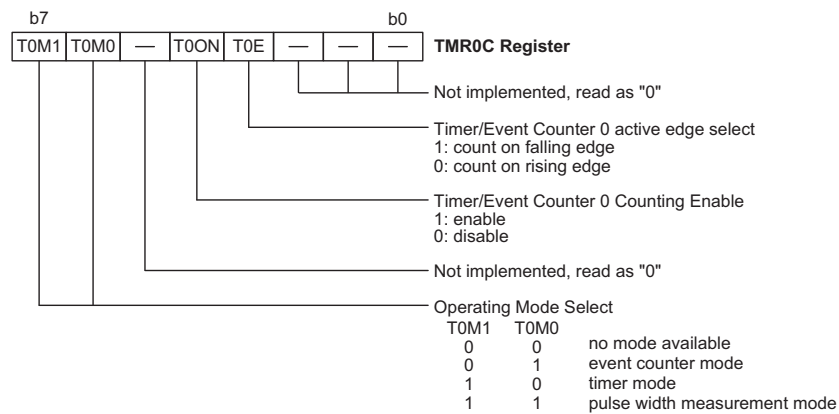 b7 b0
T0M1 T0M0 — T0ON T0E — — — TMR0C Register
Not implemented, read as "0"
Timer/Event Counter 0 active edge select
1: count on falling edge
0: count on rising edge
Timer/Event Counter 0 Counting Enable
1: enable
0: disable
Not implemented, read as "0"
Operating Mode Select
T0M1 T0M0
0 0 no mode available
0 1 event counter mode
1 0 timer mode
1 1 pulse width measurement mode